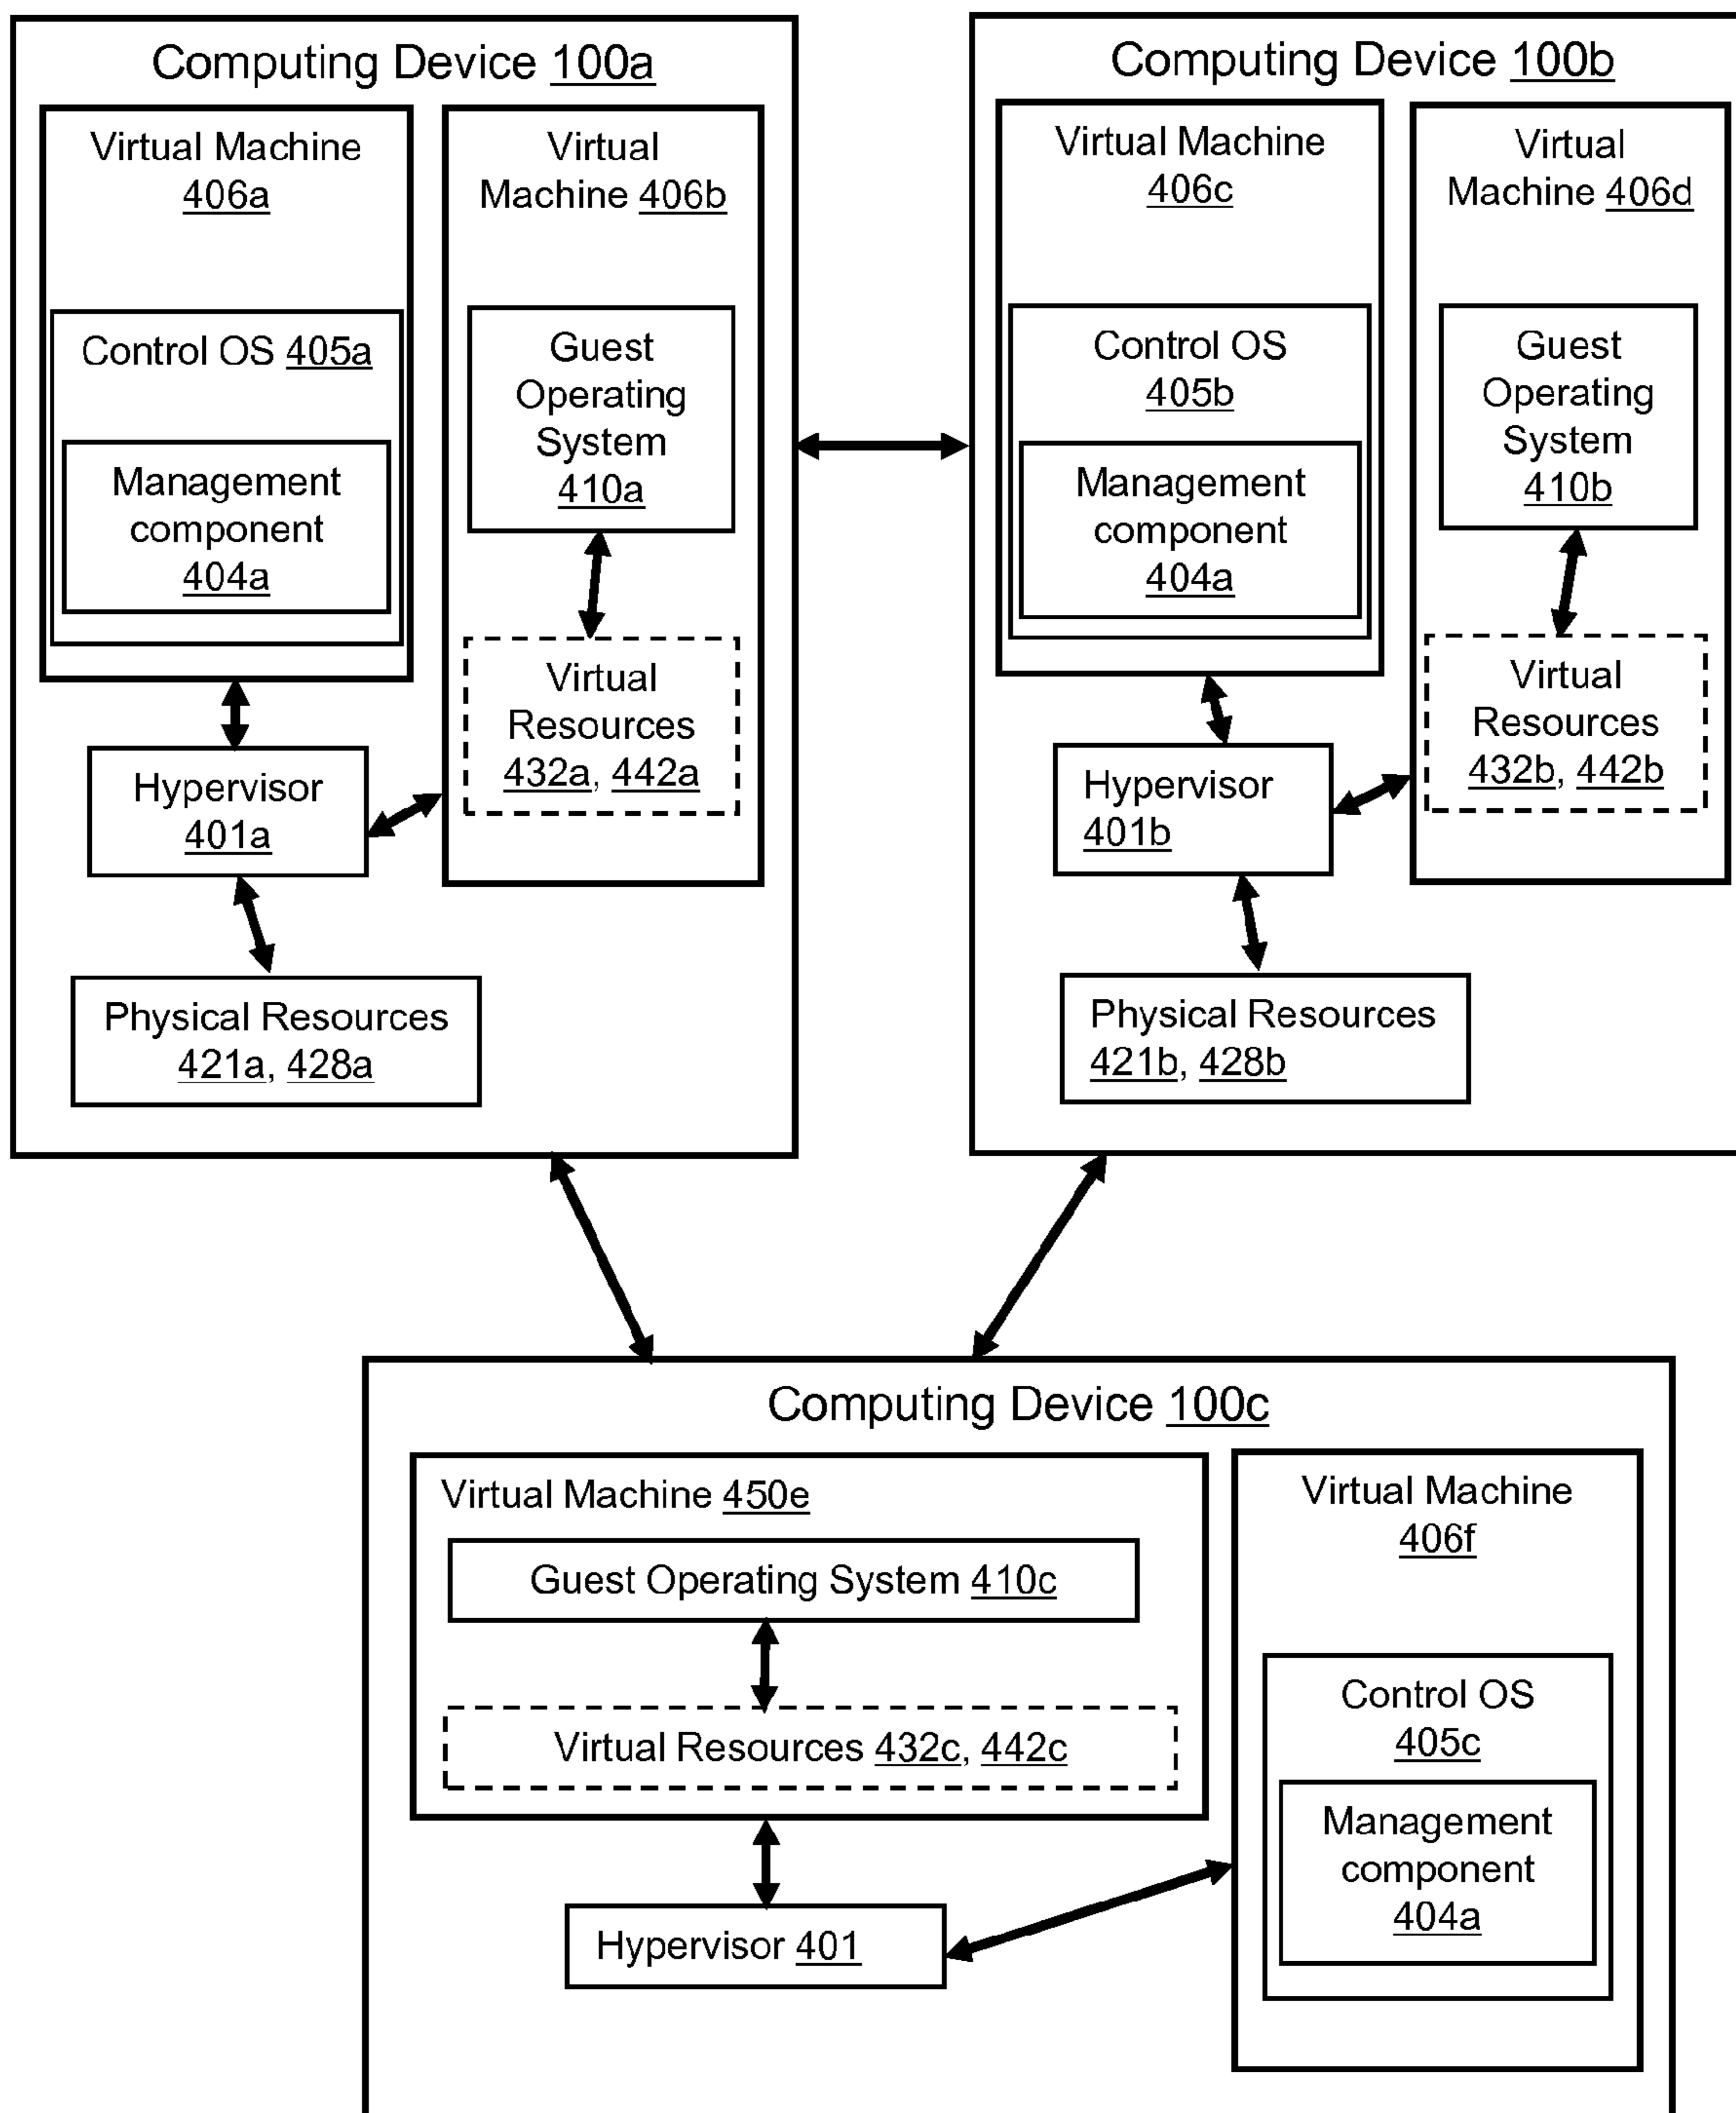 Computing Device 100a
Virtual Machine
406a
Control OS 405a
Management
component
404a
Virtual
Machine 406b
Guest
Operating
System
410a
Virtual
Resources
432a, 442a
Hypervisor
401a
Physical Resources
421a, 428a
Computing Device 100b
Virtual Machine
406c
Control OS
405b
Management
component
404a
Virtual
Machine 406d
Guest
Operating
System
410b
Virtual
Resources
432b, 442b
Hypervisor
401b
Physical Resources
421b, 428b
Computing Device 100c
Virtual Machine 450e
Guest Operating System 410c
Virtual Resources 432c, 442c
Hypervisor 401
Virtual Machine
406f
Control OS
405c
Management
component
404a